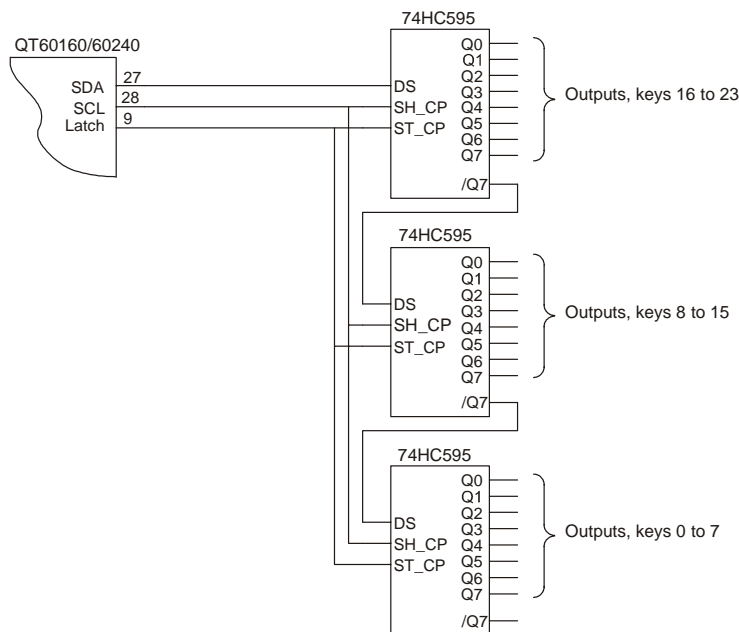 74HC595
QT60160/60240
SDA
27
SCL
28
Latch
9
DS
SH_CP
ST_CP
Q0
Q1
Q2
Q3
Q4
Q5
Q6
Q7
/Q7
Outputs, keys 16 to 23
74HC595
DS
SH_CP
ST_CP
Q0
Q1
Q2
Q3
Q4
Q5
Q6
Q7
/Q7
Outputs, keys 8 to 15
74HC595
DS
SH_CP
ST_CP
Q0
Q1
Q2
Q3
Q4
Q5
Q6
Q7
/Q7
Outputs, keys 0 to 7